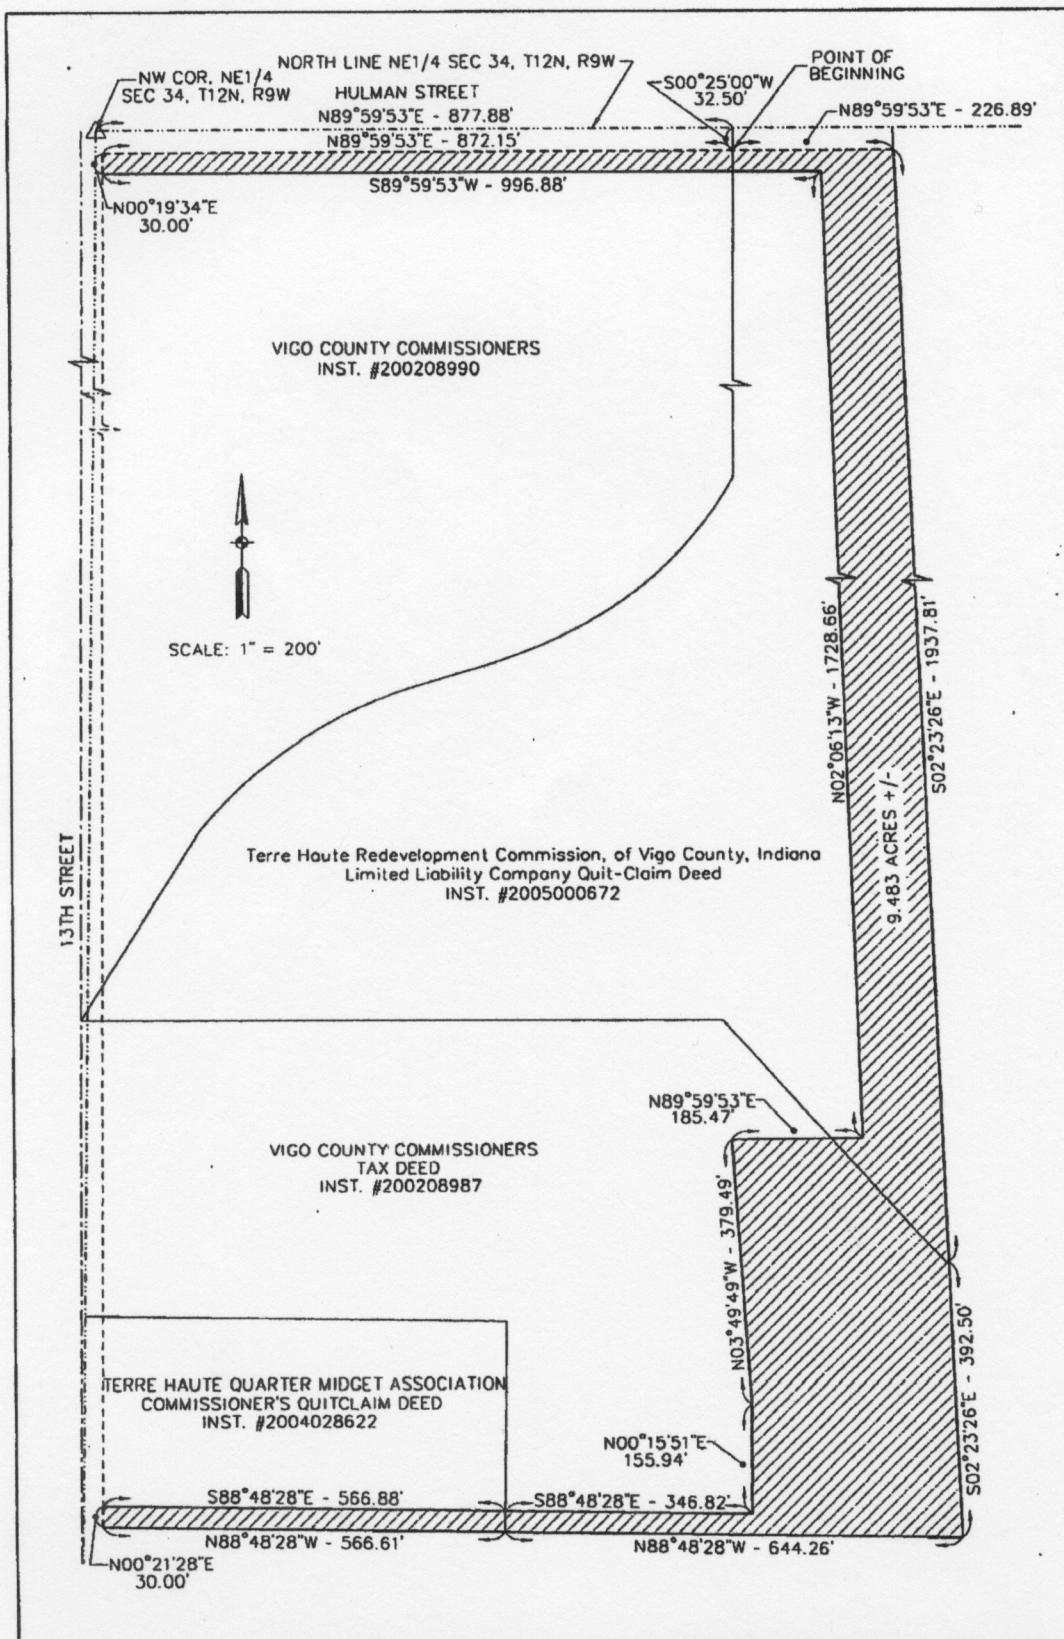 NW COR, NE1/4
SEC 34, T12N, R9W
NORTH LINE NE1/4 SEC 34, T12N, R9W
HULMAN STREET
N89°59'53"E - 877.88'
N89°59'53"E - 872.15'
S89°59'53"W - 996.88'
S00°25'00"W
32.50'
POINT OF
BEGINNING
N89°59'53"E - 226.89'
N00°19'34"E
30.00'
VIGO COUNTY COMMISSIONERS
INST. #200208990
SCALE: 1" = 200'
N02°06'13"W - 1728.66'
S02°23'26"E - 1937.81'
9.483 ACRES +/-
13TH STREET
Terre Haute Redevelopment Commission, of Vigo County, Indiana
Limited Liability Company Quit-Claim Deed
INST. #2005000672
N89°59'53"E
185.47'
VIGO COUNTY COMMISSIONERS
TAX DEED
INST. #200208987
N03°49'49"W - 379.49'
S02°23'26"E - 392.50'
TERRE HAUTE QUARTER MIDGET ASSOCIATION
COMMISSIONER'S QUITCLAIM DEED
INST. #2004028622
N00°15'51"E
155.94'
S88°48'28"E - 566.88'
S88°48'28"E - 346.82'
N88°48'28"W - 566.61'
N88°48'28"W - 644.26'
N00°21'28"E
30.00'